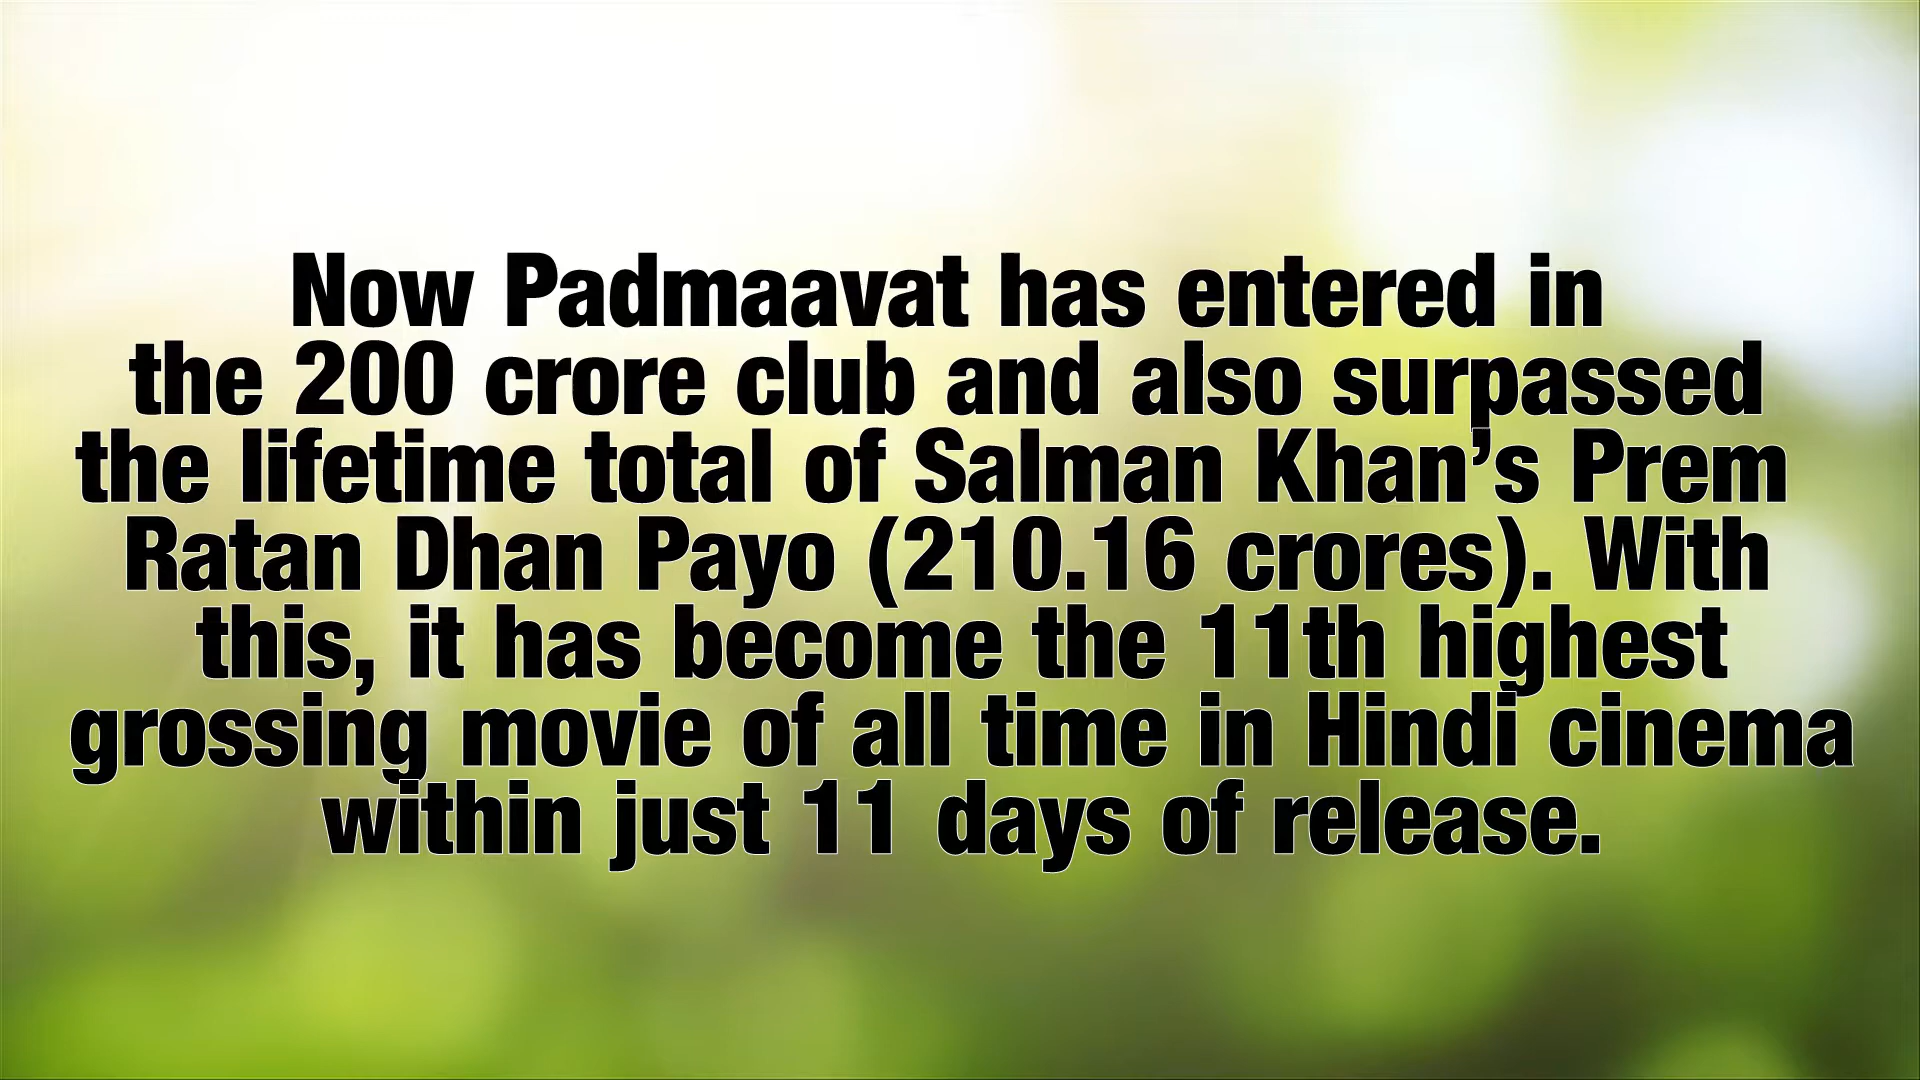 Now Padmaavat has entered in
the 200 crore club and also surpassed
the lifetime total of Salman Khan’s Prem
Ratan Dhan Payo (210.16 crores). With
this, it has become the 11th highest
grossing movie of all time in Hindi cinema
within just 11 days of release.